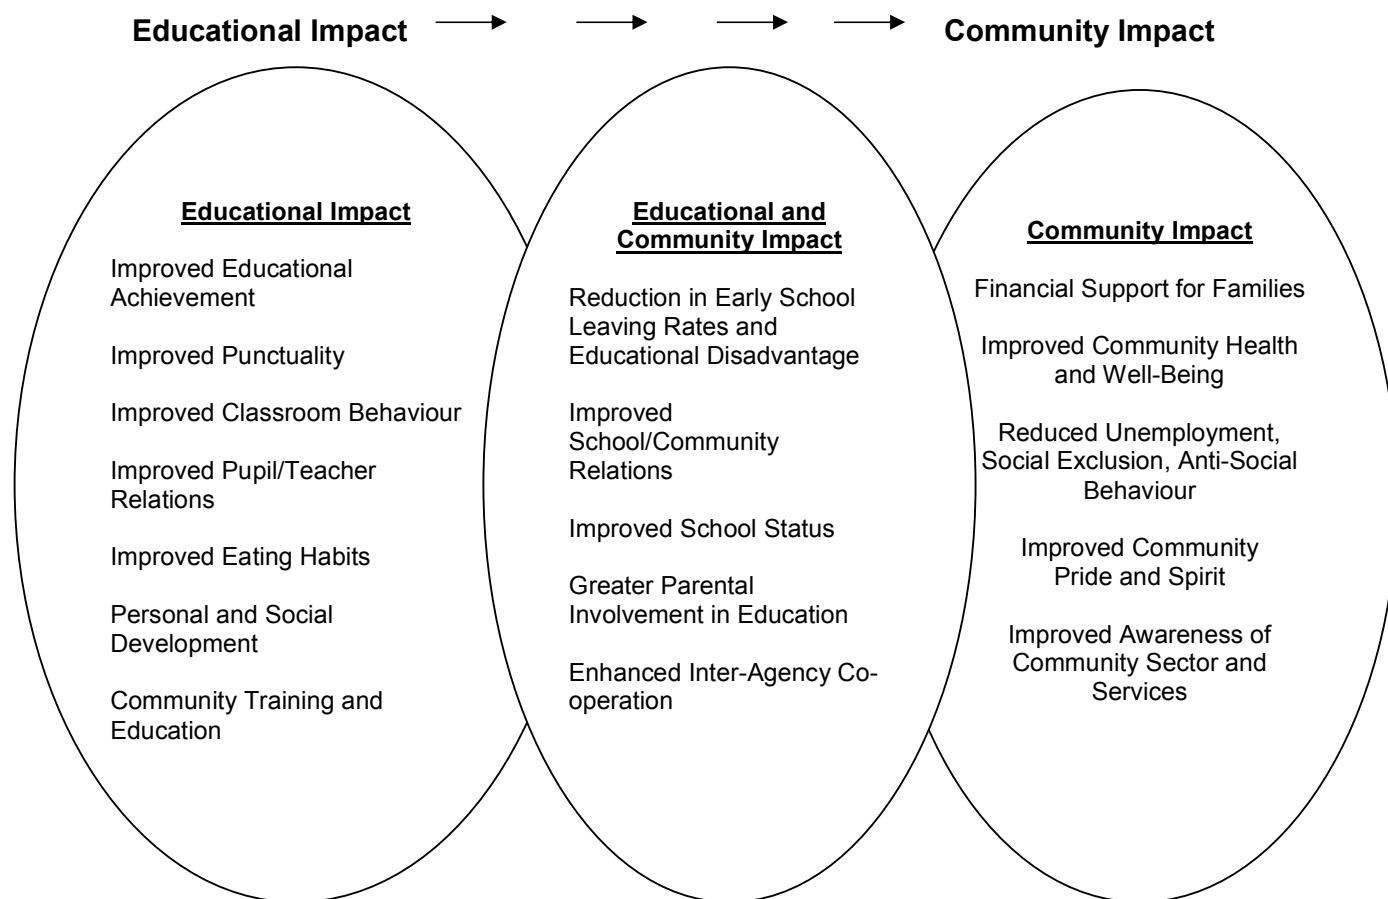 Educational Impact
Community Impact
Educational Impact
Improved Educational
Achievement
Improved Punctuality
Improved Classroom Behaviour
Improved Pupil/Teacher
Relations
Improved Eating Habits
Personal and Social
Development
Community Training and
Education
Educational and
Community Impact
Reduction in Early School
Leaving Rates and
Educational Disadvantage
Improved
School/Community
Relations
Improved School Status
Greater Parental
Involvement in Education
Enhanced Inter-Agency Co-
operation
Community Impact
Financial Support for Families
Improved Community Health
and Well-Being
Reduced Unemployment,
Social Exclusion, Anti-Social
Behaviour
Improved Community
Pride and Spirit
Improved Awareness of
Community Sector and
Services